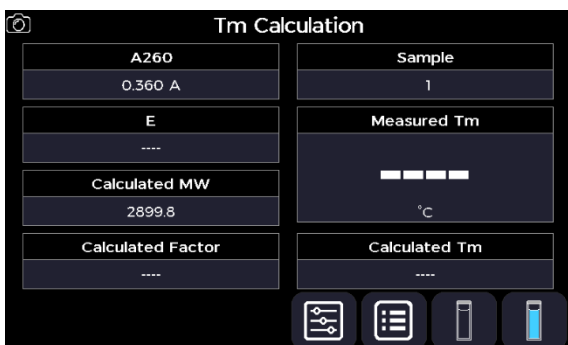 Tm Calculation
A260
0.360 A
E
----
Calculated MW
2899.8
Calculated Factor
----
Sample
1
Measured Tm
----
°C
Calculated Tm
----